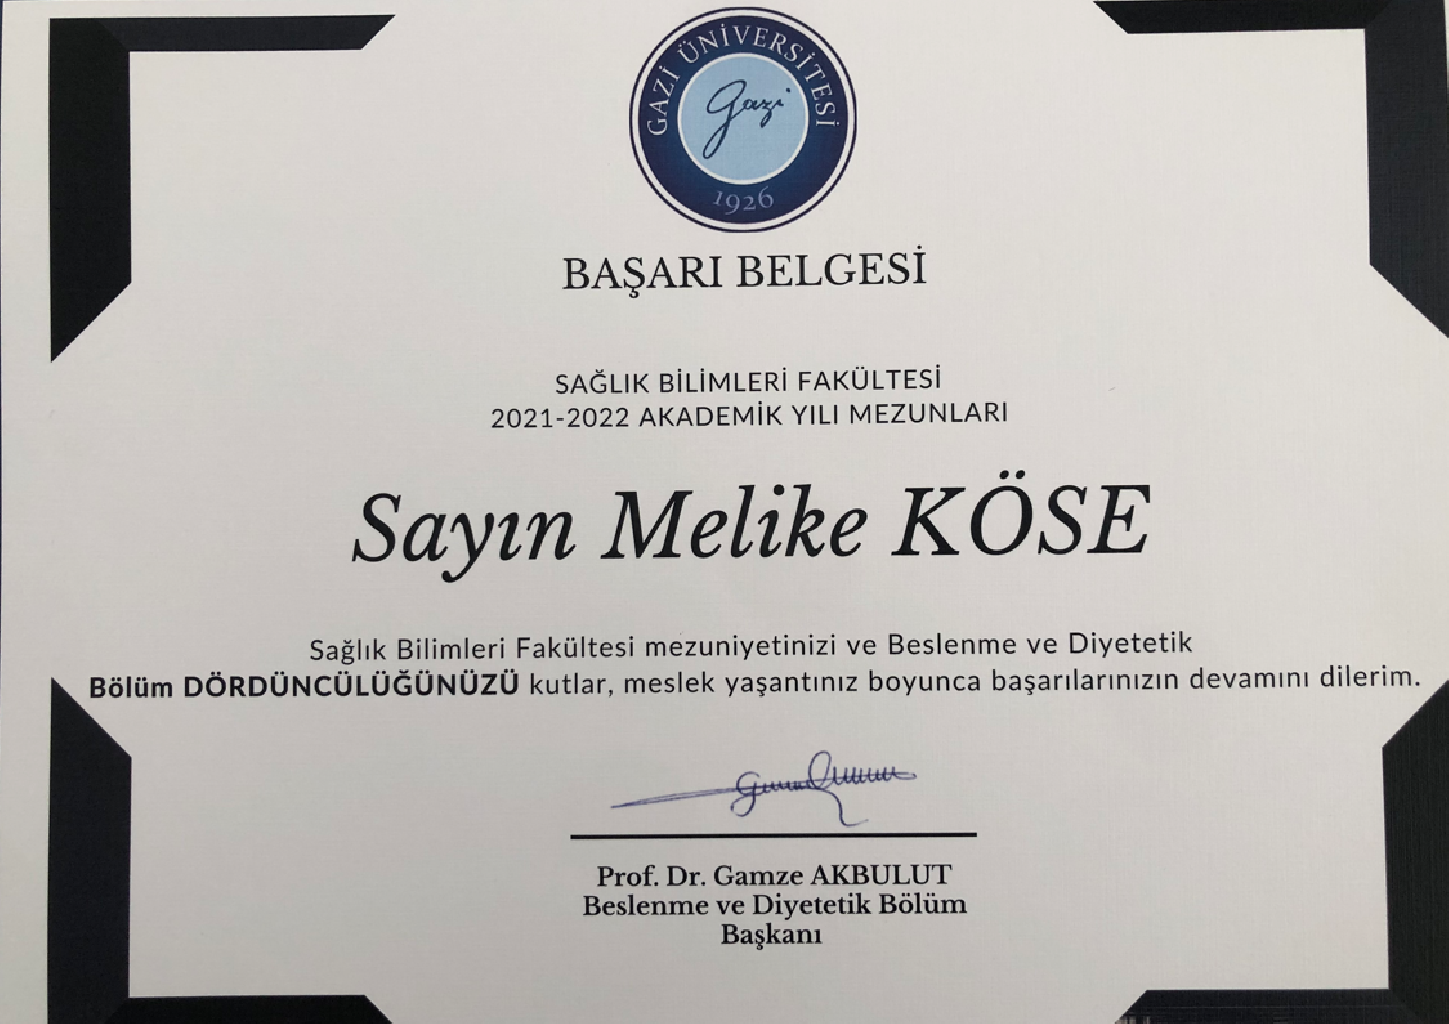 GAZİ ÜNİVERSİTESİ
Gazi
1926
BAŞARI BELGESİ
SAĞLIK BİLİMLERİ FAKÜLTESİ
2021-2022 AKADEMİK YILI MEZUNLARI
Sayın Melike KÖSE
Sağlık Bilimleri Fakültesi mezuniyetinizi ve Beslenme ve Diyetetik
Bölüm DÖRDÜNCÜLÜĞÜNÜZÜ kutlar, meslek yaşantınız boyunca başarılarınızın devamını dilerim.
Prof. Dr. Gamze AKBULUT
Beslenme ve Diyetetik Bölüm
Başkanı